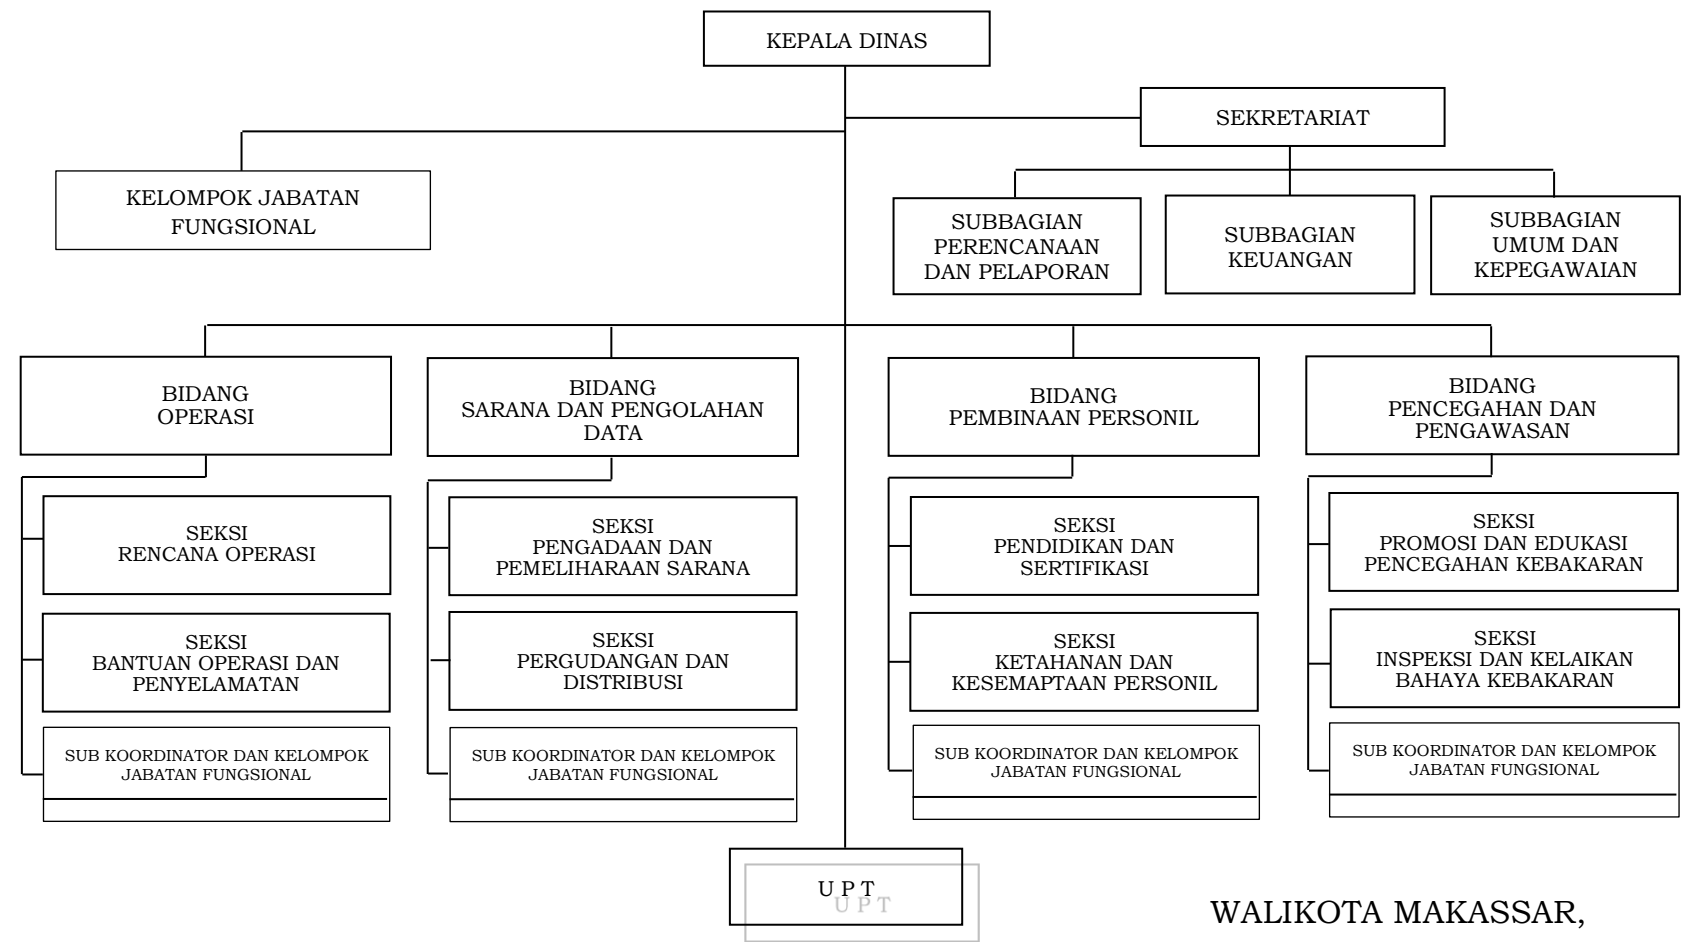 KEPALA DINAS
SEKRETARIAT
KELOMPOK JABATAN
FUNGSIONAL
SUBBAGIAN
PERENCANAAN
DAN PELAPORAN
SUBBAGIAN
KEUANGAN
SUBBAGIAN
UMUM DAN
KEPEGAWAIAN
BIDANG
OPERASI
BIDANG
SARANA DAN PENGOLAHAN
DATA
BIDANG
PEMBINAAN PERSONIL
BIDANG
PENCEGAHAN DAN
PENGAWASAN
SEKSI
RENCANA OPERASI
SEKSI
PENGADAAN DAN
PEMELIHARAAN SARANA
SEKSI
PENDIDIKAN DAN
SERTIFIKASI
SEKSI
PROMOSI DAN EDUKASI
PENCEGAHAN KEBAKARAN
SEKSI
BANTUAN OPERASI DAN
PENYELAMATAN
SEKSI
PERGUDANGAN DAN
DISTRIBUSI
SEKSI
KETAHANAN DAN
KESEMAPTAAN PERSONIL
SEKSI
INSPEKSI DAN KELAIKAN
BAHAYA KEBAKARAN
SUB KOORDINATOR DAN KELOMPOK
JABATAN FUNGSIONAL
SUB KOORDINATOR DAN KELOMPOK
JABATAN FUNGSIONAL
SUB KOORDINATOR DAN KELOMPOK
JABATAN FUNGSIONAL
SUB KOORDINATOR DAN KELOMPOK
JABATAN FUNGSIONAL
U P T
U P T
WALIKOTA MAKASSAR,